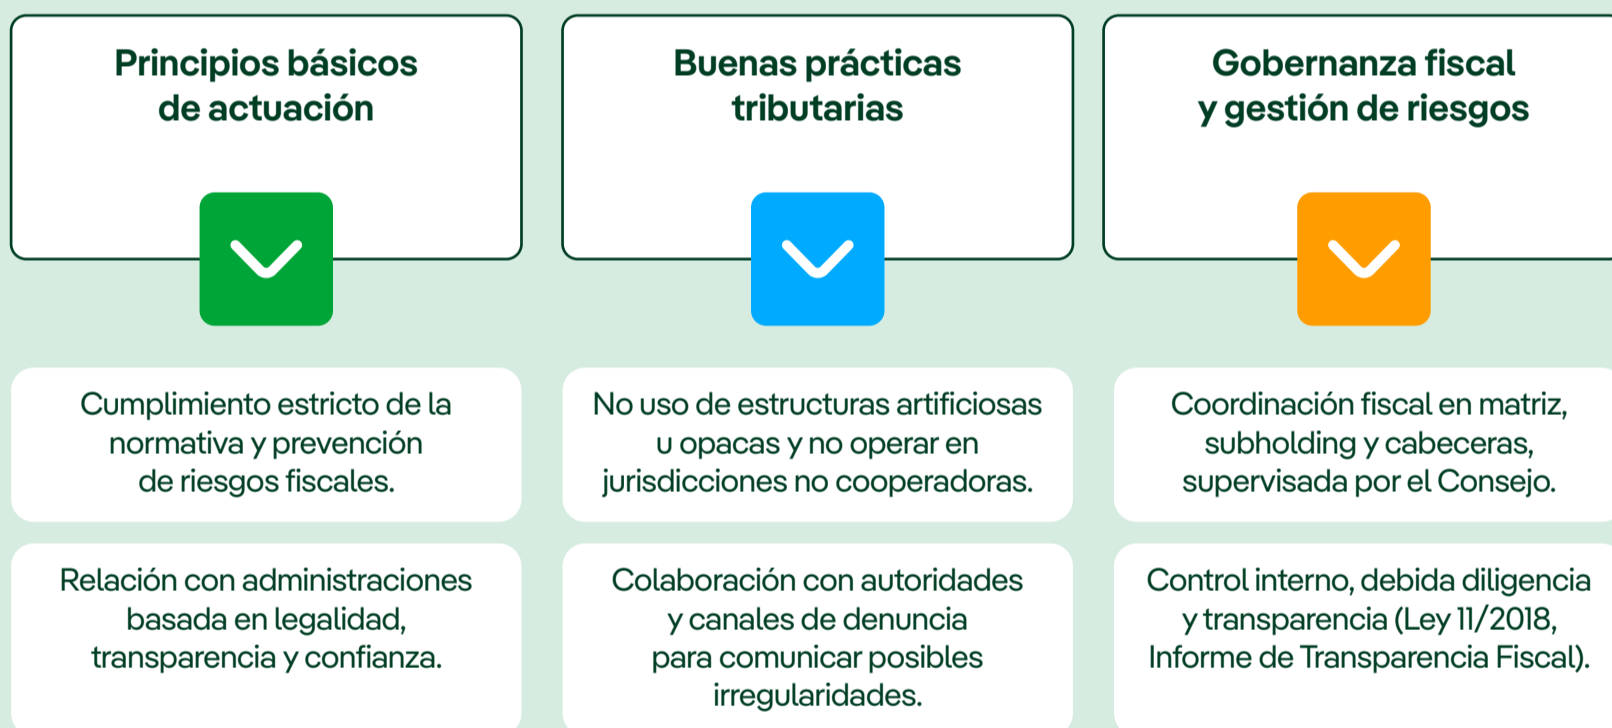 Principios básicos
de actuación
Buenas prácticas
tributarias
Gobernanza fiscal
y gestión de riesgos
Cumplimiento estricto de la
normativa y prevención
de riesgos fiscales.
No uso de estructuras artificiosas
u opacas y no operar en
jurisdicciones no cooperadoras.
Coordinación fiscal en matriz,
subholding y cabeceras,
supervisada por el Consejo.
Relación con administraciones
basada en legalidad,
transparencia y confianza.
Colaboración con autoridades
y canales de denuncia
para comunicar posibles
irregularidades.
Control interno, debida diligencia
y transparencia (Ley 11/2018,
Informe de Transparencia Fiscal).